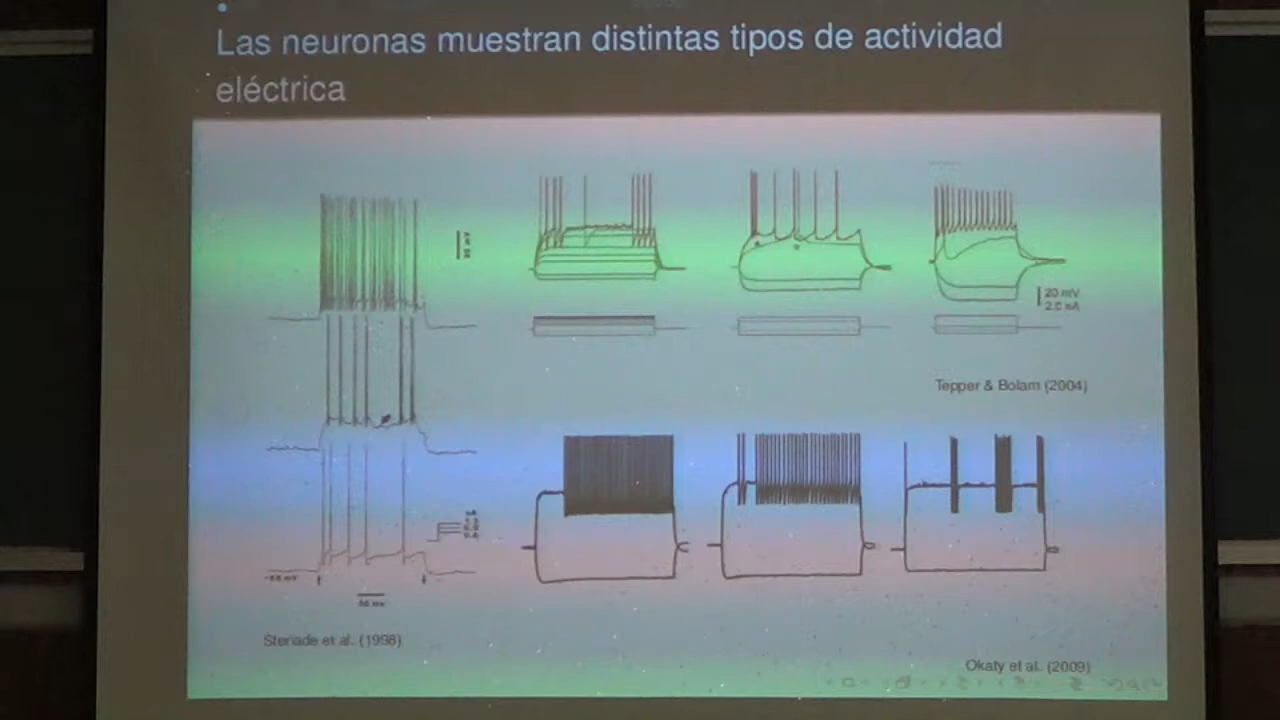 Las neuronas muestran distintas tipos de actividad
eléctrica
20 mV
2.0 nA
Tepper & Bolam (2004)
Steriade et al. (1998)
Okaty et al. (2009)